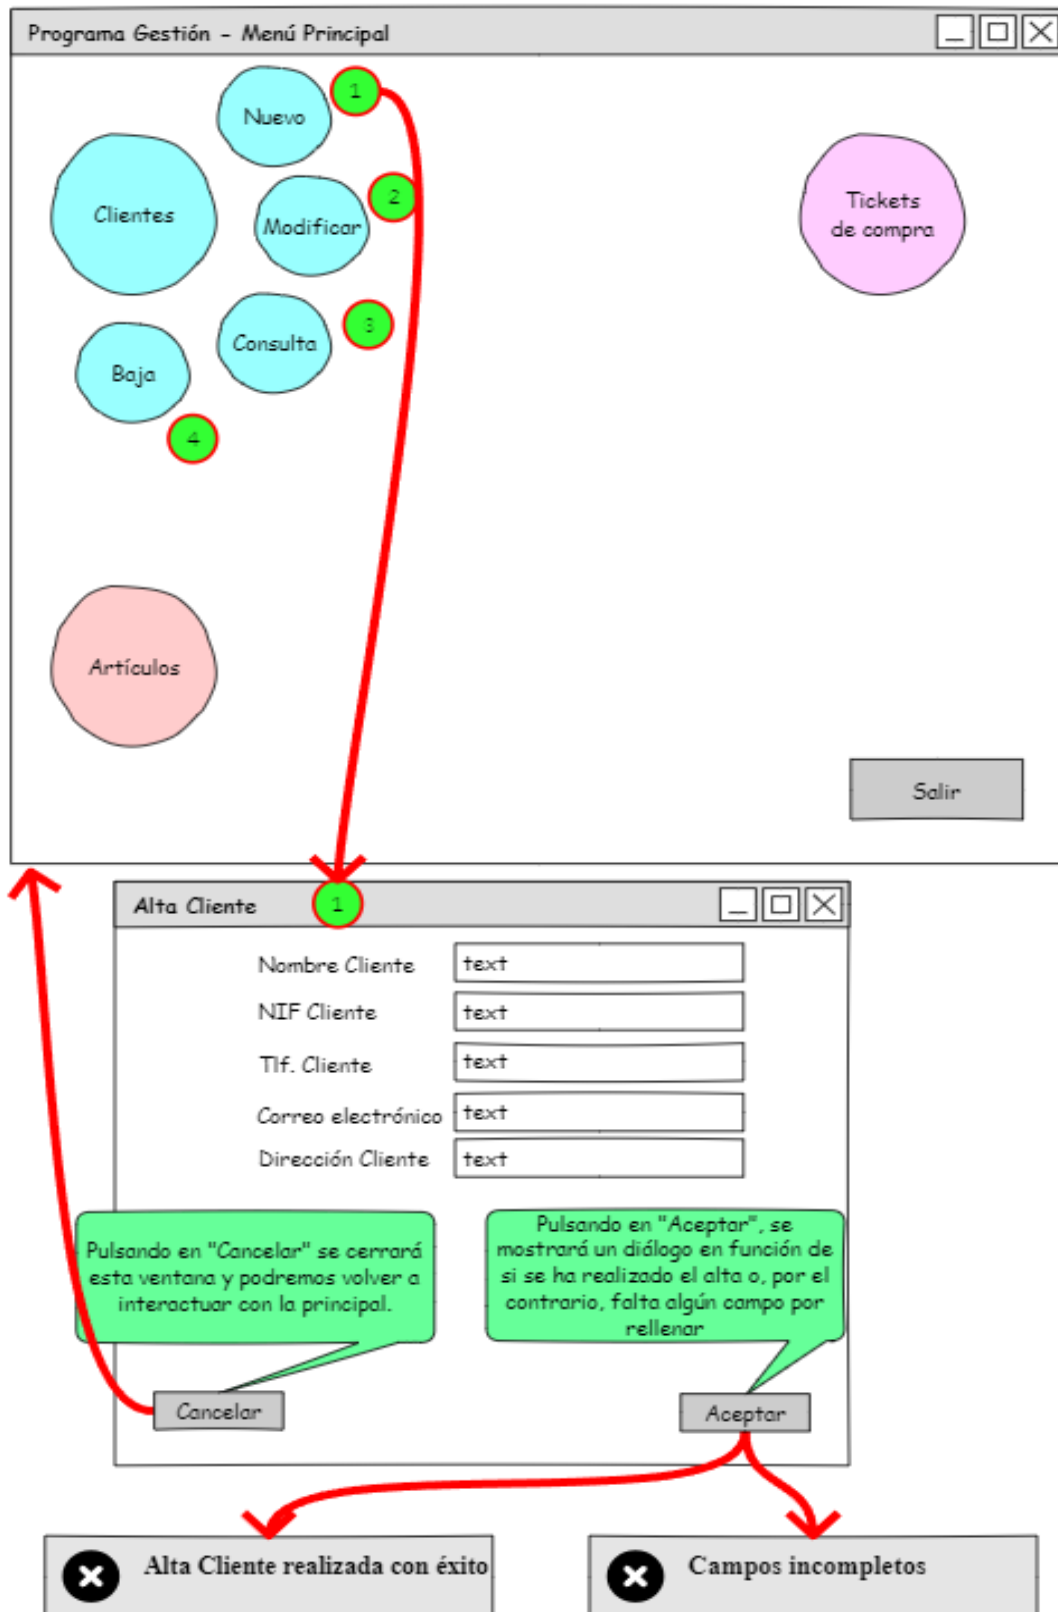 Programa Gestión - Menú Principal
Nuevo
1
Clientes
Modificar
2
Tickets
de compra
Consulta
3
Baja
4
Artículos
Salir
Alta Cliente
1
Nombre Cliente
text
NIF Cliente
text
Tlf. Cliente
text
Correo electrónico
text
Dirección Cliente
text
Pulsando en "Cancelar" se cerrará
esta ventana y podremos volver a
interactuar con la principal.
Pulsando en "Aceptar", se
mostrará un diálogo en función de
si se ha realizado el alta o, por el
contrario, falta algún campo por
rellenar
Cancelar
Aceptar
Alta Cliente realizada con éxito
Campos incompletos